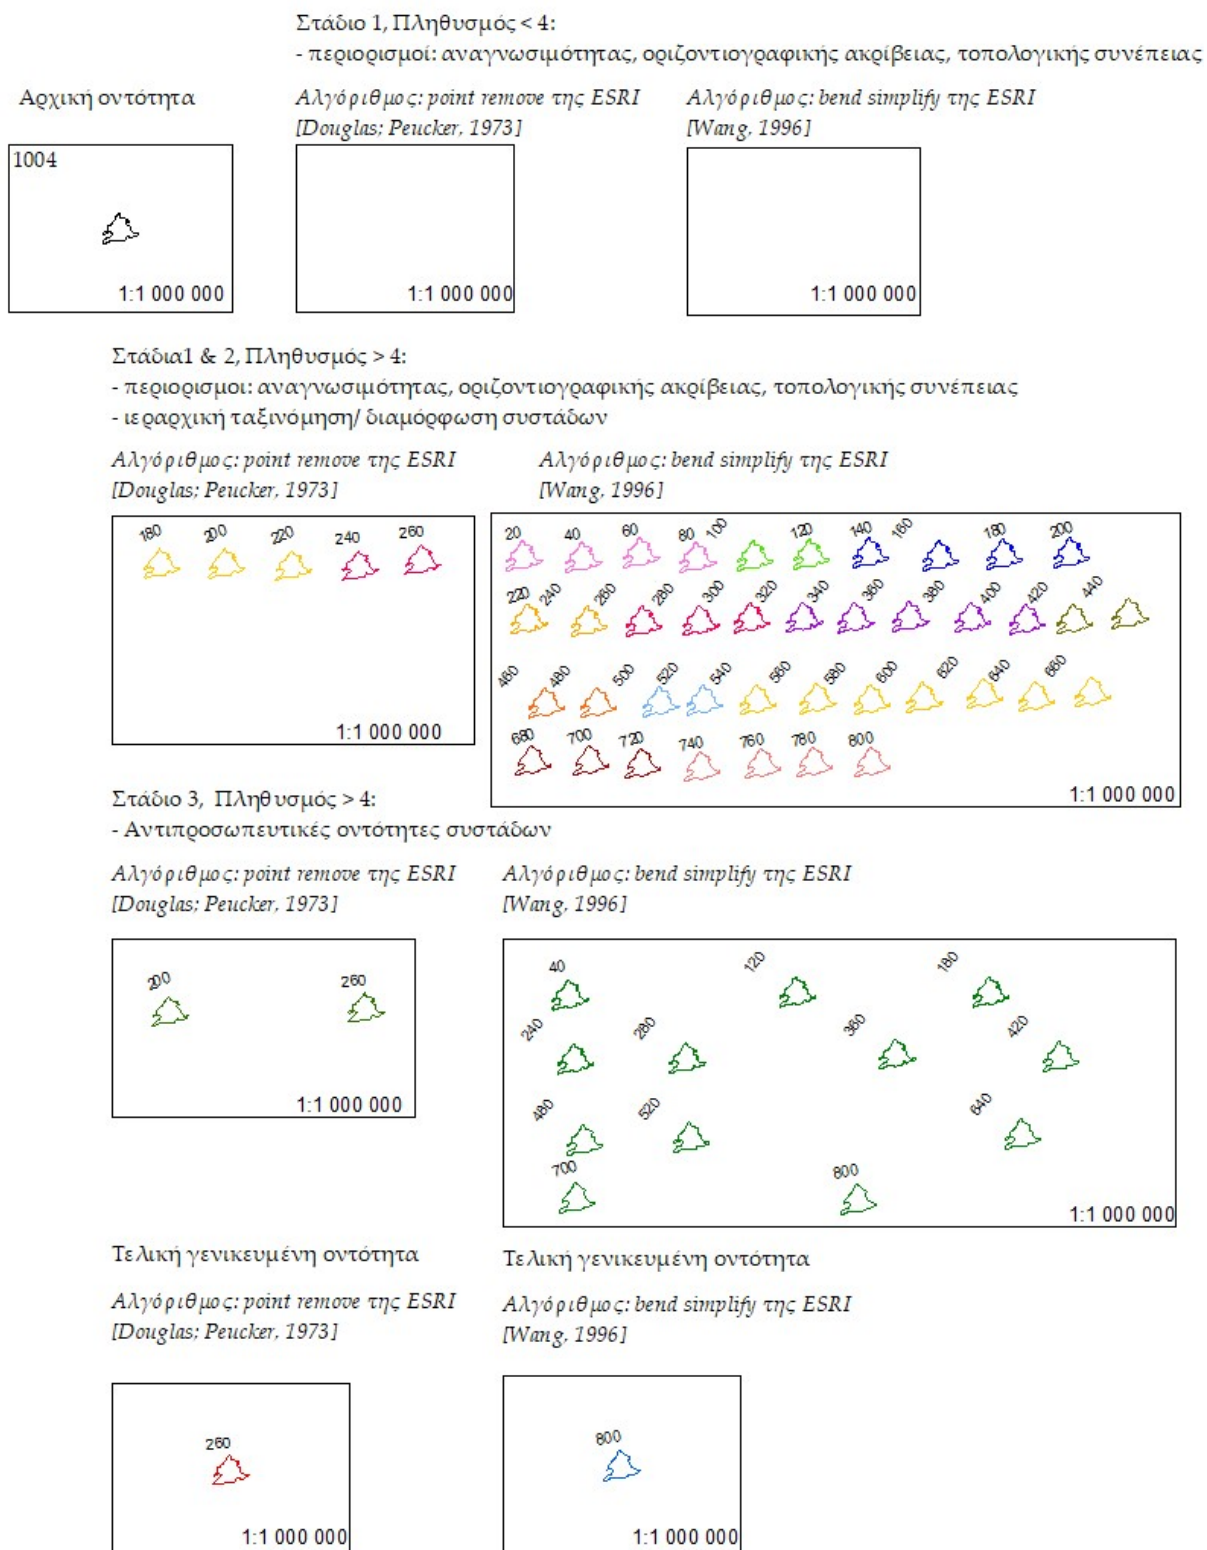 Στάδιο 1, Πληθυσμός < 4:
- περιορισμοί: αναγνωσιμότητας, οριζοντιογραφικής ακρίβειας, τοπολογικής συνέπειας
Αρχική οντότητα
Αλγόριθμος: point remove της ESRI
[Douglas; Peucker, 1973]
Αλγόριθμος: bend simplify της ESRI
[Wang, 1996]
1004
1:1 000 000
1:1 000 000
1:1 000 000
Στάδια1 & 2, Πληθυσμός > 4:
- περιορισμοι: αναγνωσιμότητας, οριζοντιογραφικής ακρίβειας, τοπολογικής συνέπειας
- ιεραρχική ταξινόμηση/ διαμόρφωση συστάδων
Αλγόριθμος: point remove της ESRI
[Douglas; Peucker, 1973]
Αλγόριθμος: bend simplify της ESRI
[Wang, 1996]
180 200 220 240 260
1:1 000 000
20 40 60 80 100 120 140 160 180 200
220 240 260 280 300 320 340 360 380 400 420 440
460 480 500 520 540 560 580 600 620 640 660
680 700 720 740 760 780 800
1:1 000 000
Στάδιο 3, Πληθυσμός > 4:
- Αντιπροσωπευτικές οντότητες συστάδων
Αλγόριθμος: point remove της ESRI
[Douglas; Peucker, 1973]
Αλγόριθμος: bend simplify της ESRI
[Wang, 1996]
200 260
1:1 000 000
40 120 180
240 280 360 420
480 520 640
700 800
1:1 000 000
Τελική γενικευμένη οντότητα
Αλγόριθμος: point remove της ESRI
[Douglas; Peucker, 1973]
Τελική γενικευμένη οντότητα
Αλγόριθμος: bend simplify της ESRI
[Wang, 1996]
260
1:1 000 000
800
1:1 000 000